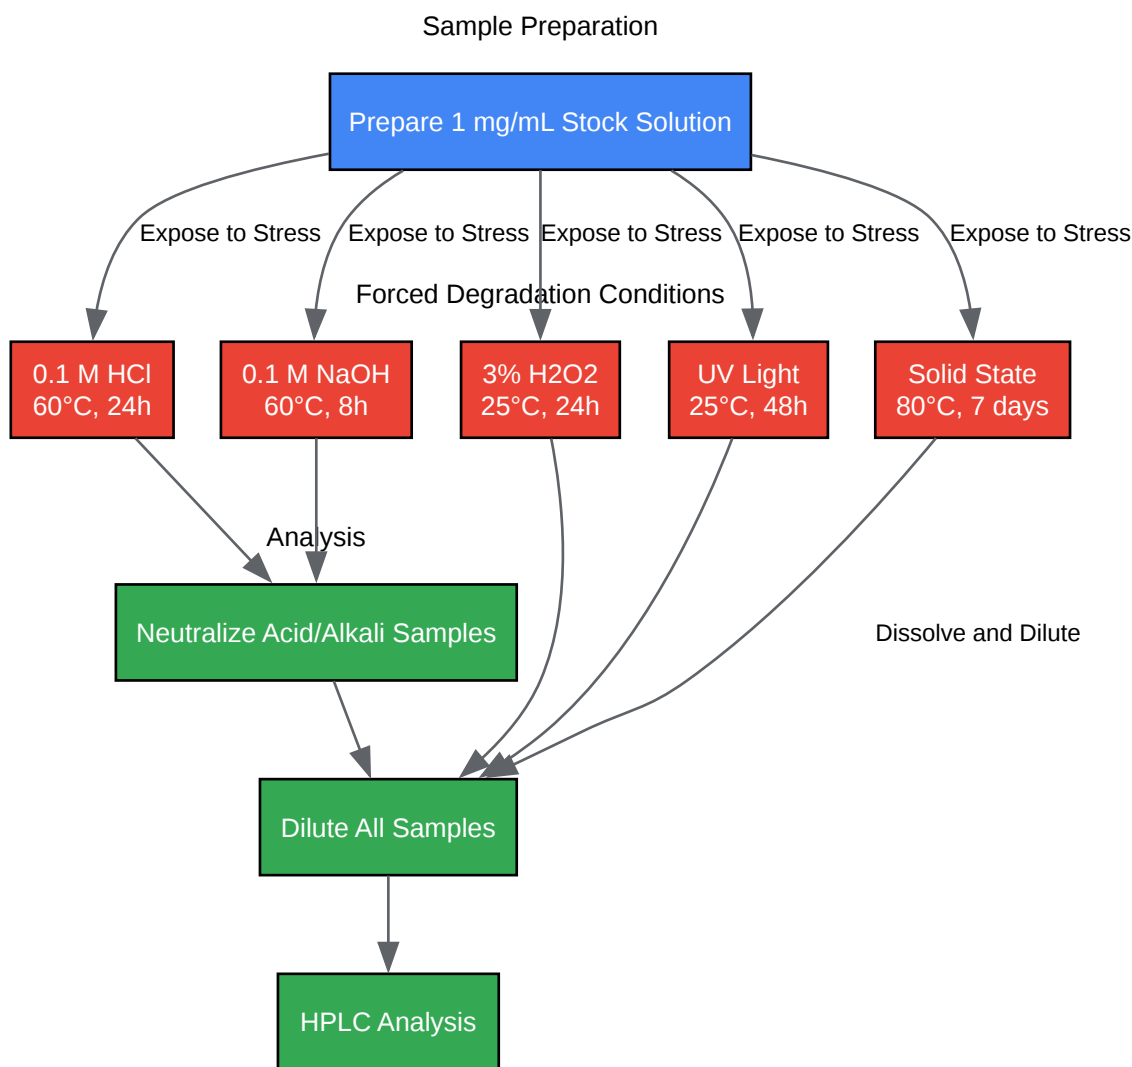 Sample Preparation
Prepare 1 mg/mL Stock Solution
Expose to Stress
Expose to Stress
Expose to Stress
Expose to Stress
Expose to Stress
Forced Degradation Conditions
0.1 M HCl
60°C, 24h
0.1 M NaOH
60°C, 8h
3% H2O2
25°C, 24h
UV Light
25°C, 48h
Solid State
80°C, 7 days
Analysis
Neutralize Acid/Alkali Samples
Dissolve and Dilute
Dilute All Samples
HPLC Analysis